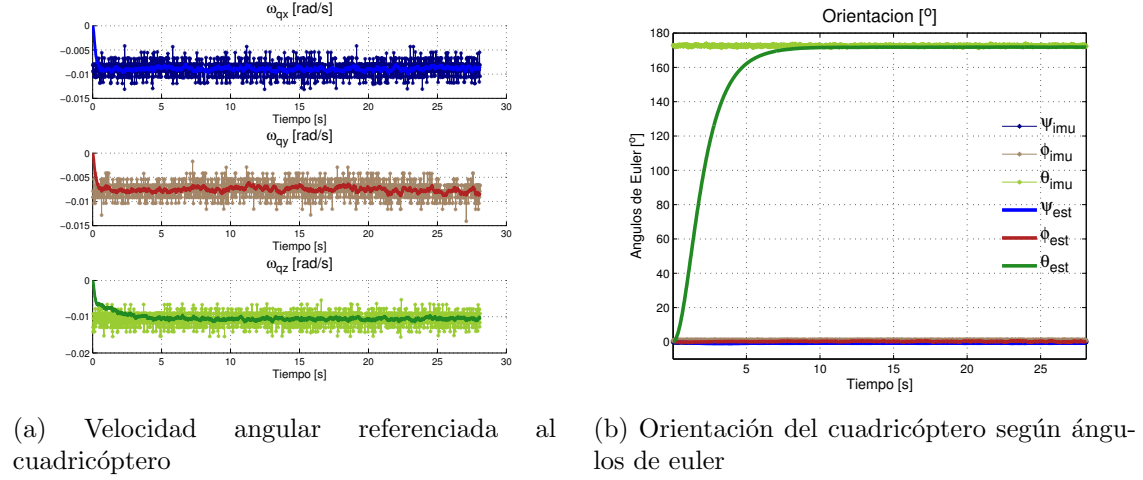 ω_qx [rad/s]
0
−0.005
−0.01
−0.015
0 5 10 15 20 25 30
Tiempo [s]
ω_qy [rad/s]
0
−0.005
−0.01
−0.015
0 5 10 15 20 25 30
Tiempo [s]
ω_qz [rad/s]
0
−0.01
−0.02
0 5 10 15 20 25 30
Tiempo [s]
(a) Velocidad angular referenciada al
cuadricóptero
Orientacion [º]
180
160
140
120
100
80
60
40
20
0
Angulos de Euler [º]
ψ_imu
ϕ_imu
θ_imu
ψ_est
ϕ_est
θ_est
5 10 15 20 25
Tiempo [s]
(b) Orientación del cuadricóptero según ángu-
los de euler